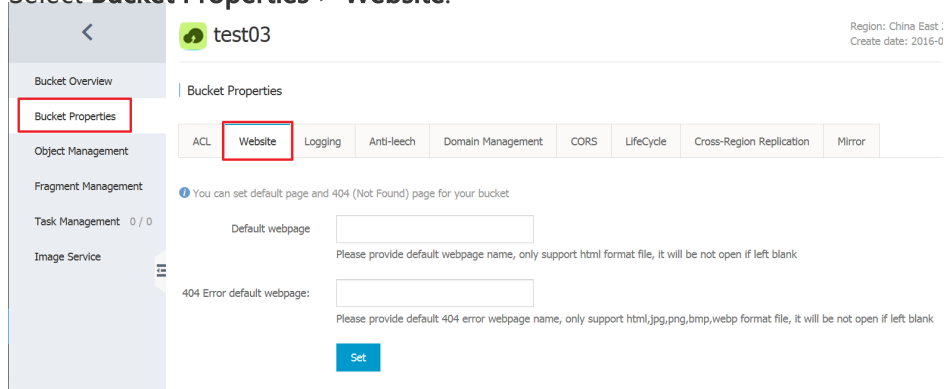 Select Bucket Properties > Website.
test03
Region: China East
Create date: 2016-0
Bucket Overview
Bucket Properties
Object Management
Fragment Management
Task Management 0 / 0
Image Service
Bucket Properties
ACL Website Logging Anti-leech Domain Management CORS LifeCycle Cross-Region Replication Mirror
You can set default page and 404 (Not Found) page for your bucket
Default webpage
Please provide default webpage name, only support html format file, it will be not open if left blank
404 Error default webpage:
Please provide default 404 error webpage name, only support html,jpg,png,bmp,webp format file, it will be not open if left blank
Set